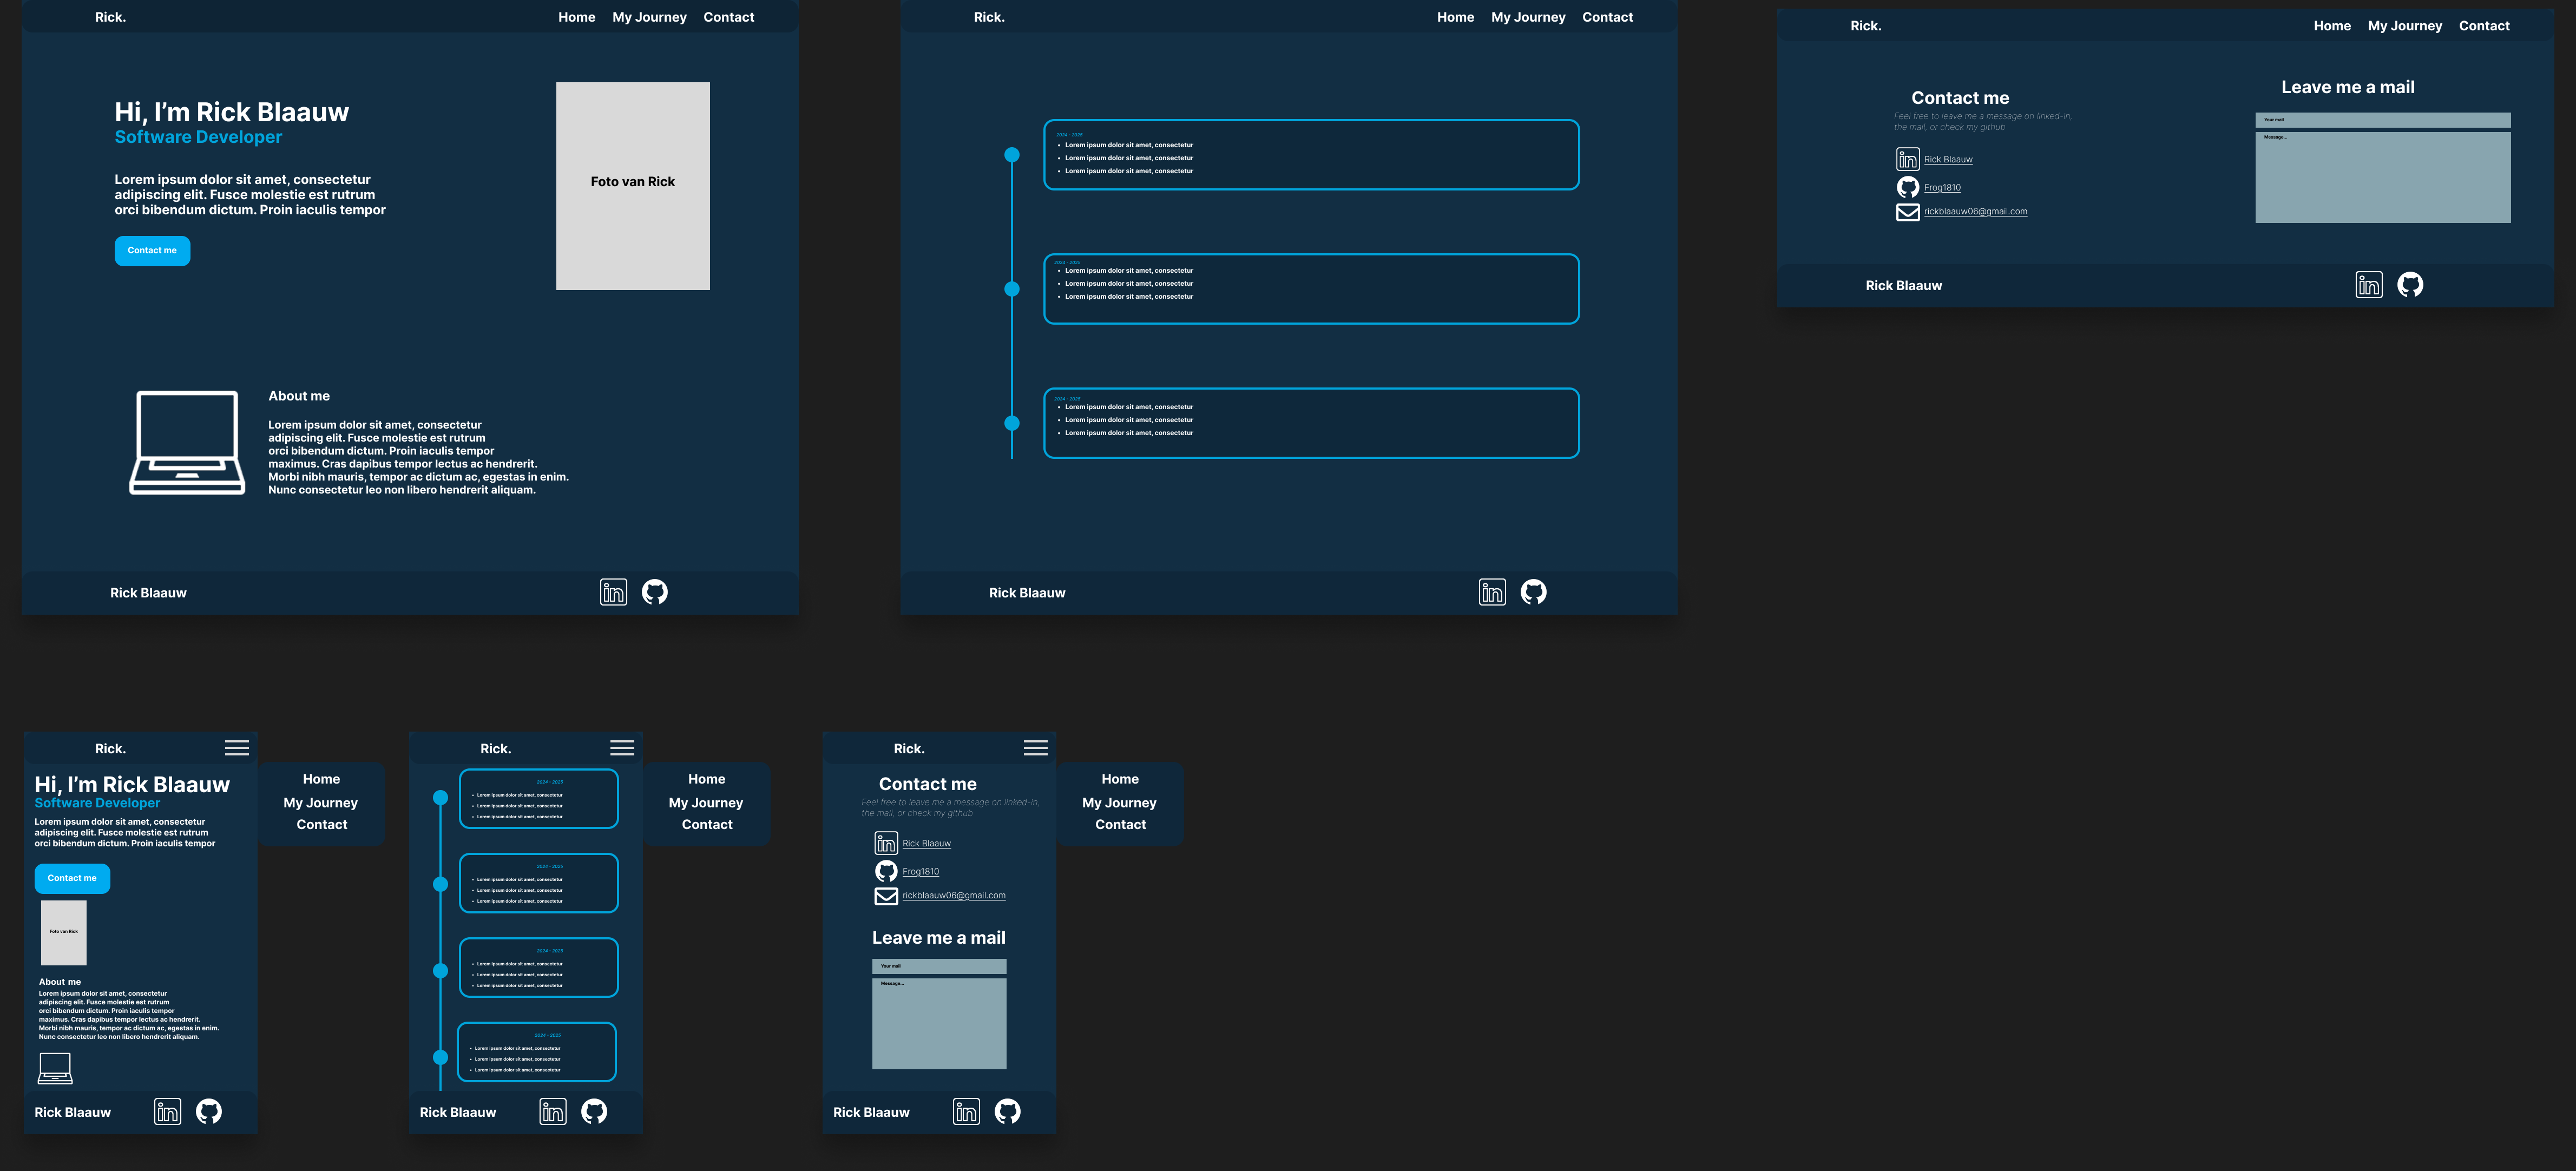 Rick.
Home My Journey Contact
Hi, I'm Rick Blaauw
Software Developer
Lorem ipsum dolor sit amet, consectetur
adipiscing elit. Fusce molestie est rutrum
orci bibendum dictum. Proin iaculis tempor
Contact me
Foto van Rick
About me
Lorem ipsum dolor sit amet, consectetur
adipiscing elit. Fusce molestie est rutrum
orci bibendum dictum. Proin iaculis tempor
maximus. Cras dapibus tempor lectus ac hendrerit.
Morbi nibh mauris, tempor ac dictum ac, egestas in enim.
Nunc consectetur leo non libero hendrerit aliquam.
Rick Blaauw
in
Rick.
Home My Journey Contact
2024 - 2025
• Lorem ipsum dolor sit amet, consectetur
• Lorem ipsum dolor sit amet, consectetur
• Lorem ipsum dolor sit amet, consectetur
2024 - 2025
• Lorem ipsum dolor sit amet, consectetur
• Lorem ipsum dolor sit amet, consectetur
• Lorem ipsum dolor sit amet, consectetur
2024 - 2025
• Lorem ipsum dolor sit amet, consectetur
• Lorem ipsum dolor sit amet, consectetur
• Lorem ipsum dolor sit amet, consectetur
Rick Blaauw
in
Rick.
Home My Journey Contact
Contact me
Feel free to leave me a message on linked-in,
the mail, or check my github
in Rick Blaauw
Frog1810
rickblaauw06@gmail.com
Leave me a mail
Your mail
Message...
Rick Blaauw
in
Rick.
Hi, I'm Rick Blaauw
Software Developer
Lorem ipsum dolor sit amet, consectetur
adipiscing elit. Fusce molestie est rutrum
orci bibendum dictum. Proin iaculis tempor
Contact me
Foto van Rick
About me
Lorem ipsum dolor sit amet, consectetur
adipiscing elit. Fusce molestie est rutrum
orci bibendum dictum. Proin iaculis tempor
maximus. Cras dapibus tempor lectus ac hendrerit.
Morbi nibh mauris, tempor ac dictum ac, egestas in enim.
Nunc consectetur leo non libero hendrerit aliquam.
Rick Blaauw
in
Home
My Journey
Contact
Rick.
2024 - 2025
• Lorem ipsum dolor sit amet, consectetur
• Lorem ipsum dolor sit amet, consectetur
• Lorem ipsum dolor sit amet, consectetur
2024 - 2025
• Lorem ipsum dolor sit amet, consectetur
• Lorem ipsum dolor sit amet, consectetur
• Lorem ipsum dolor sit amet, consectetur
2024 - 2025
• Lorem ipsum dolor sit amet, consectetur
• Lorem ipsum dolor sit amet, consectetur
• Lorem ipsum dolor sit amet, consectetur
2024 - 2025
• Lorem ipsum dolor sit amet, consectetur
• Lorem ipsum dolor sit amet, consectetur
• Lorem ipsum dolor sit amet, consectetur
Rick Blaauw
in
Home
My Journey
Contact
Rick.
Contact me
Feel free to leave me a message on linked-in,
the mail, or check my github
in Rick Blaauw
Frog1810
rickblaauw06@gmail.com
Leave me a mail
Your mail
Message...
Rick Blaauw
in
Home
My Journey
Contact